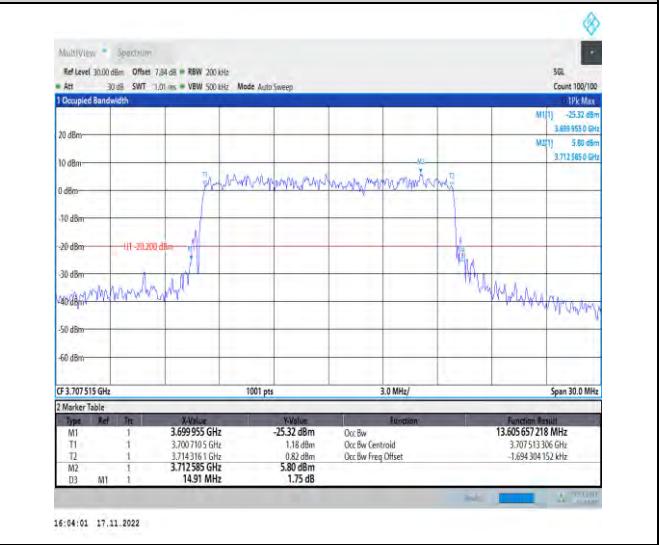 MultiView Spectrum
Ref Level 30.00 dBm Offset 7.84 dB RBW 200 kHz SGL
Att 30 dB SWT 1.01 ms VBW 500 kHz Mode Auto Sweep Count 100/100
1 Occupied Bandwidth 1Pk Max
M1[1] -25.32 dBm
3.699 955 0 GHz
M2[1] 5.80 dBm
3.712 585 0 GHz
20 dBm
10 dBm
M2
T1
T2
0 dBm
-10 dBm
-20 dBm
H1 -20.200 dBm
-30 dBm
-40 dBm
-50 dBm
-60 dBm
CF 3.707 515 GHz 1001 pts 3.0 MHz/ Span 30.0 MHz
2 Marker Table
Type Ref Trc X-Value Y-Value Function Function Result
M1 1 3.699 955 GHz -25.32 dBm Occ Bw 13.605 657 218 MHz
T1 1 3.700 710 5 GHz 1.18 dBm Occ Bw Centroid 3.707 513 306 GHz
T2 1 3.714 316 1 GHz 0.82 dBm Occ Bw Freq Offset -1.694 304 152 kHz
M2 1 3.712 585 GHz 5.80 dBm
D3 M1 1 14.91 MHz 1.75 dB
16:04:01 17.11.2022